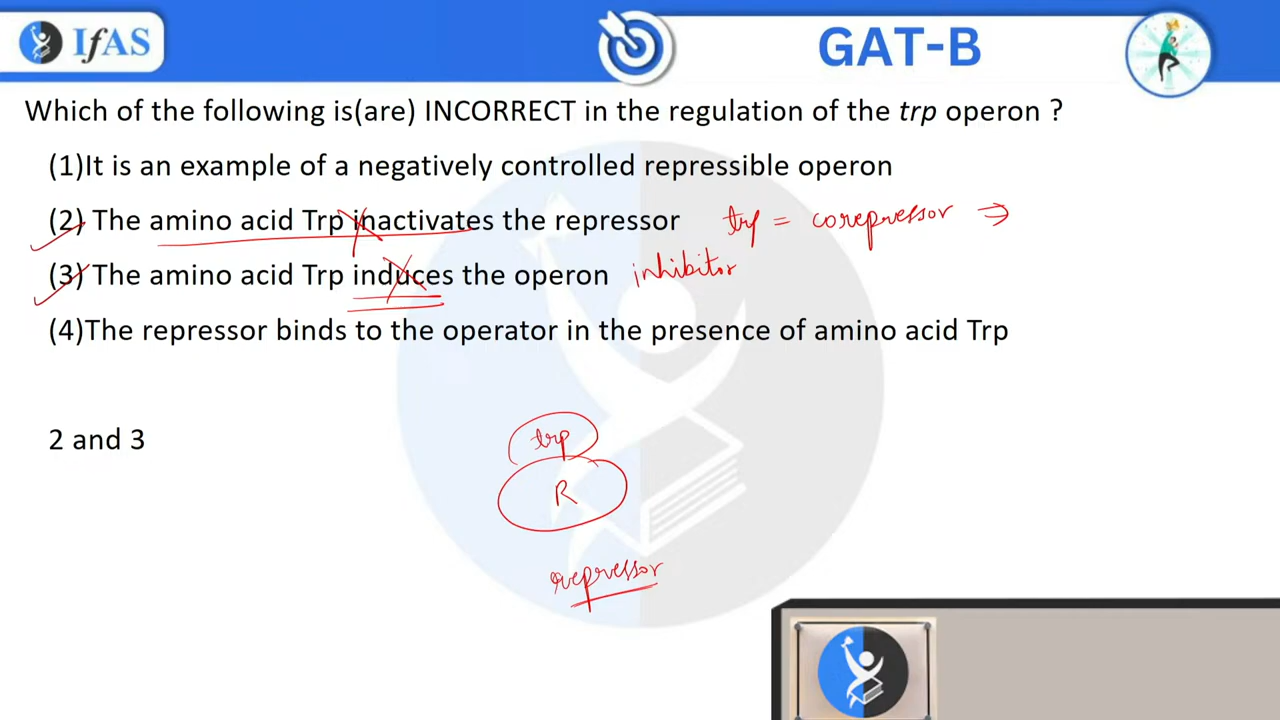 IfAS
GAT-B
Which of the following is(are) INCORRECT in the regulation of the trp operon ?
(1)It is an example of a negatively controlled repressible operon
(2) The amino acid Trp inactivates the repressor trp = corepressor ⇒
(3) The amino acid Trp induces the operon inhibitor
(4)The repressor binds to the operator in the presence of amino acid Trp
2 and 3
trp
R
repressor